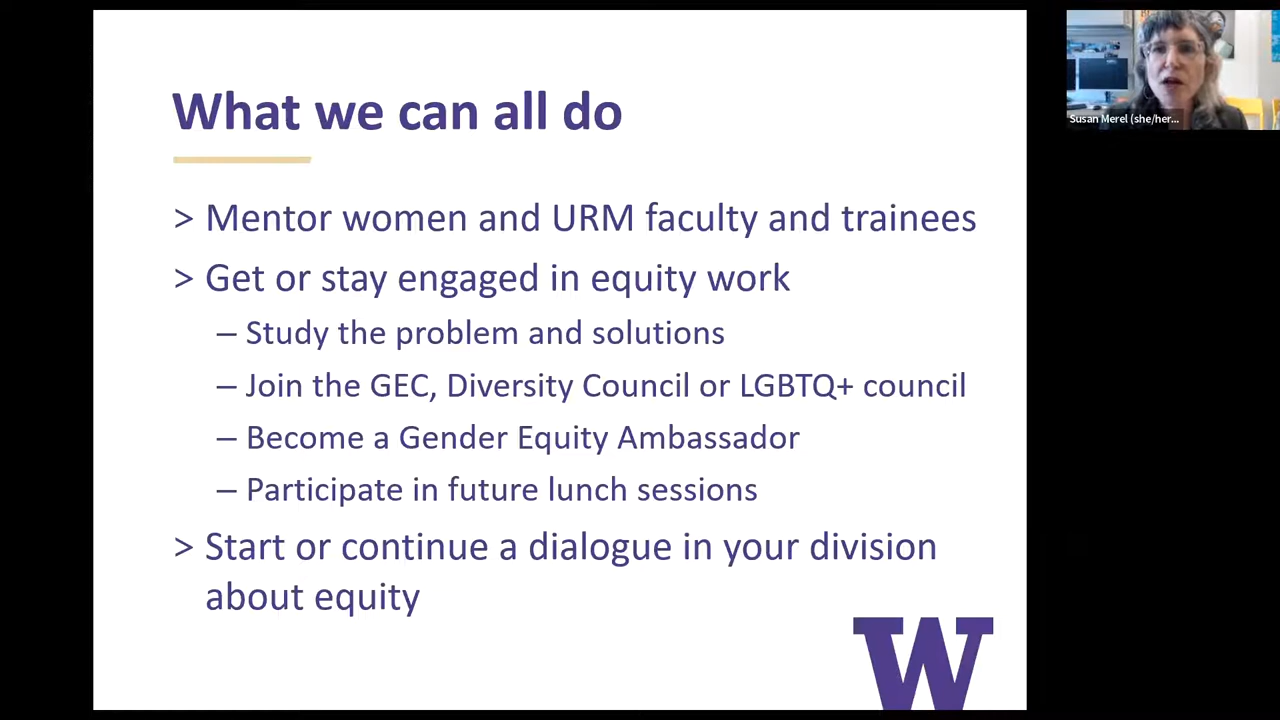 What we can all do
> Mentor women and URM faculty and trainees
> Get or stay engaged in equity work
– Study the problem and solutions
– Join the GEC, Diversity Council or LGBTQ+ council
– Become a Gender Equity Ambassador
– Participate in future lunch sessions
> Start or continue a dialogue in your division
about equity
W
Susan Merel (she/her...